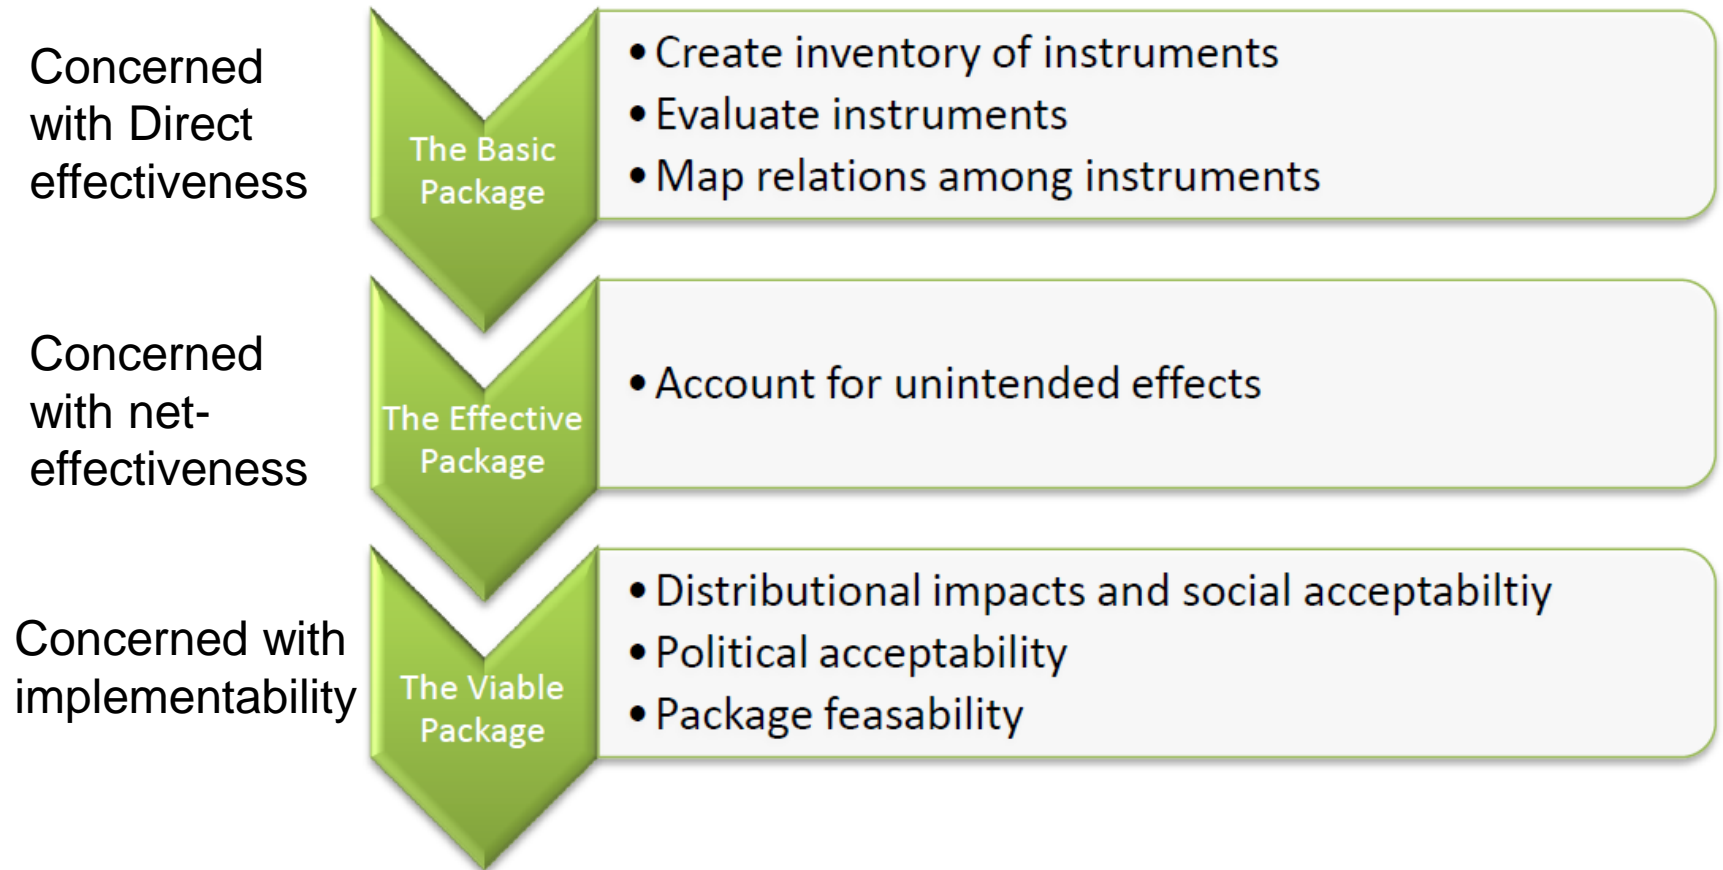 Concerned
with Direct
effectiveness
The Basic
Package
•Create inventory of instruments
•Evaluate instruments
•Map relations among instruments
Concerned
with net-
effectiveness
The Effective
Package
•Account for unintended effects
Concerned with
implementability
The Viable
Package
•Distributional impacts and social acceptabiltiy
•Political acceptability
•Package feasability